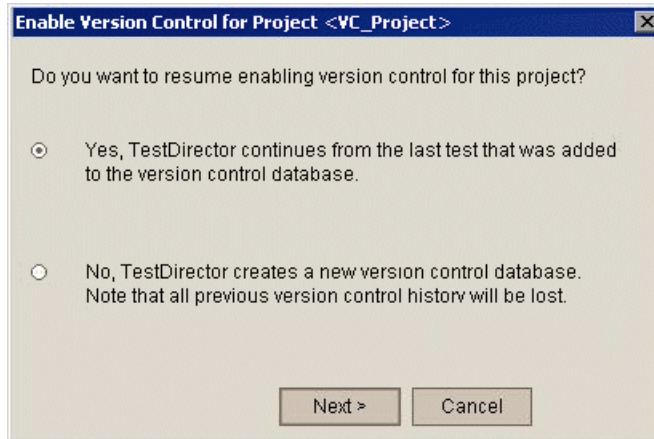 Enable Version Control for Project <VC_Project>
Do you want to resume enabling version control for this project?
Yes, TestDirector continues from the last test that was added
to the version control database.
No, TestDirector creates a new version control database.
Note that all previous version control history will be lost.
Next >
Cancel